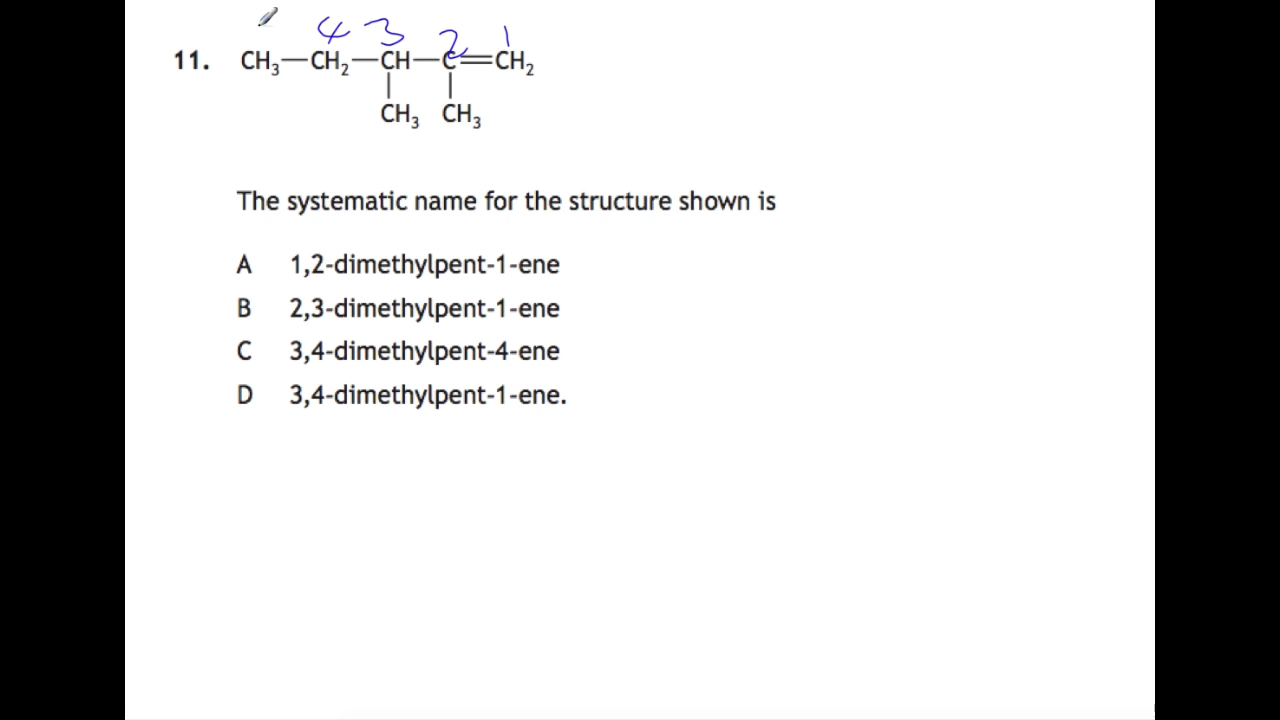 4 3 2 1
11. CH₃—CH₂—CH—C=CH₂
CH₃ CH₃
The systematic name for the structure shown is
A 1,2-dimethylpent-1-ene
B 2,3-dimethylpent-1-ene
C 3,4-dimethylpent-4-ene
D 3,4-dimethylpent-1-ene.